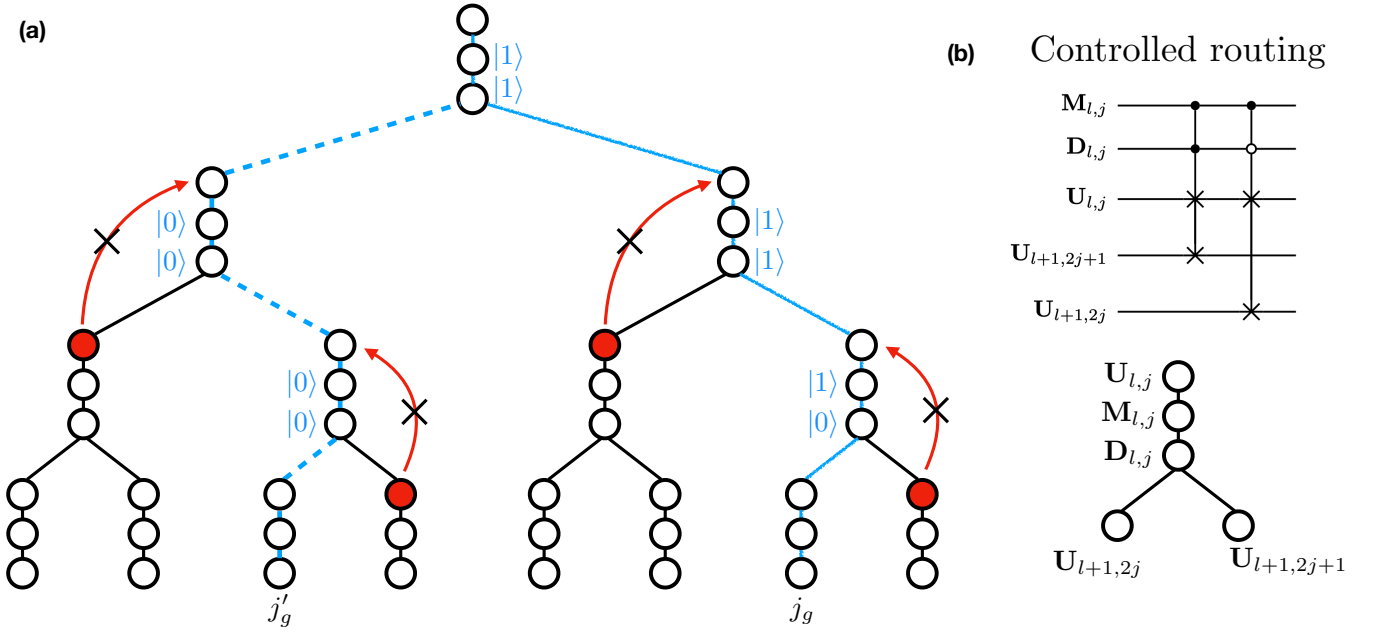 (a)
|1⟩
|1⟩
|0⟩
|0⟩
|1⟩
|1⟩
|0⟩
|0⟩
|1⟩
|0⟩
j′_g
j_g
(b)
Controlled routing
M_{l,j}
D_{l,j}
U_{l,j}
U_{l+1,2j+1}
U_{l+1,2j}
U_{l,j}
M_{l,j}
D_{l,j}
U_{l+1,2j}
U_{l+1,2j+1}